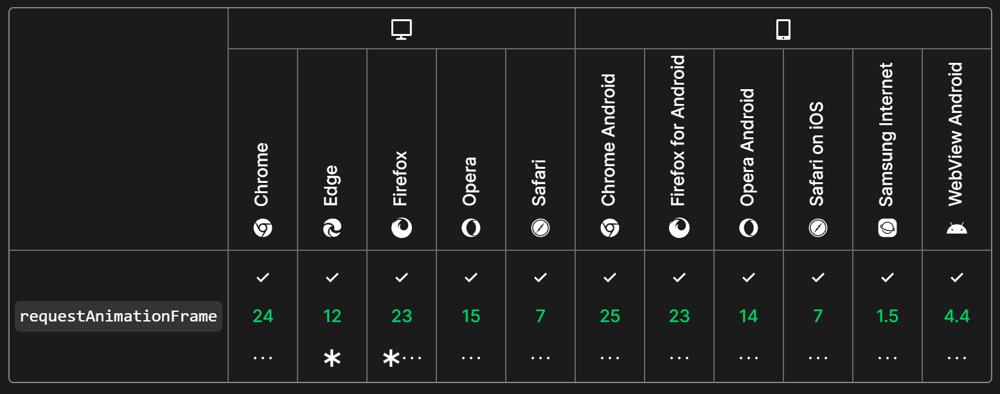 Chrome
Edge
Firefox
Opera
Safari
Chrome Android
Firefox for Android
Opera Android
Safari on iOS
Samsung Internet
WebView Android
requestAnimationFrame
24
12
23
15
7
25
23
14
7
1.5
4.4
... * *... ... ... ... ... ... ... ... ...